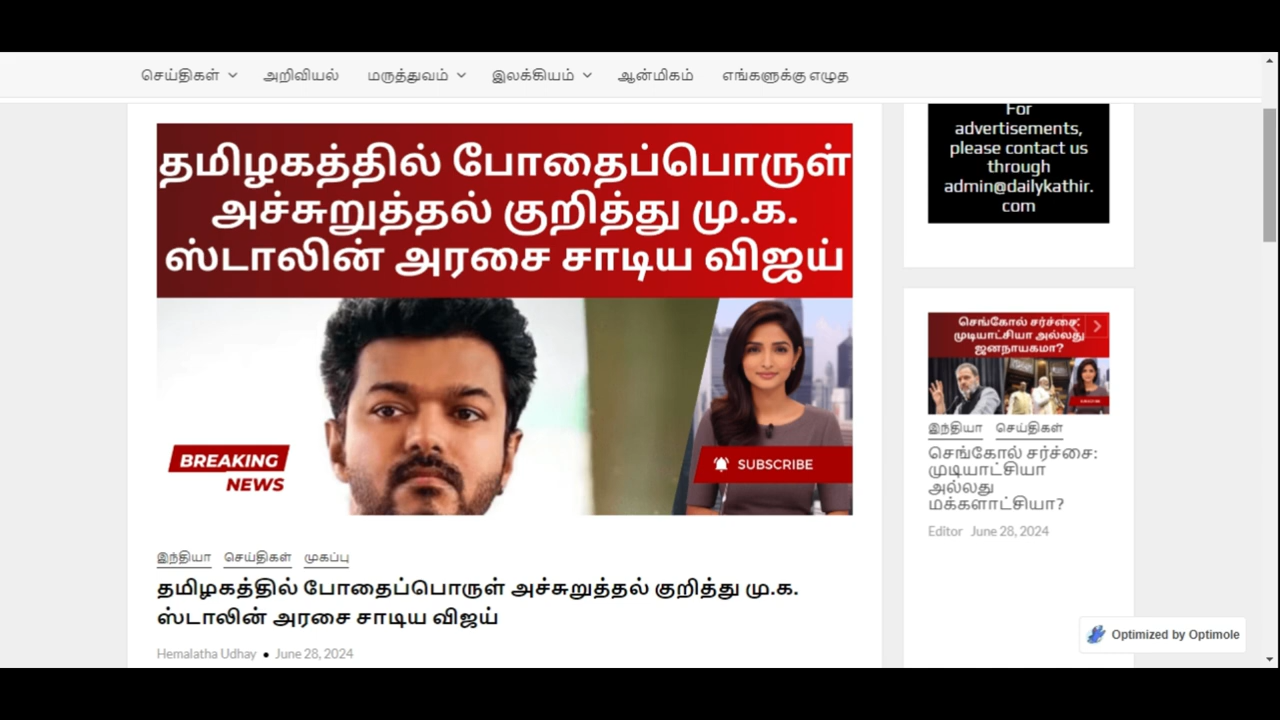 செய்திகள்
அறிவியல்
மருத்துவம்
இலக்கியம்
ஆன்மிகம்
எங்களுக்கு எழுத
தமிழகத்தில் போதைப்பொருள்
அச்சுறுத்தல் குறித்து மு.க.
ஸ்டாலின் அரசை சாடிய விஜய்
BREAKING
NEWS
SUBSCRIBE
இந்தியா செய்திகள் முகப்பு
தமிழகத்தில் போதைப்பொருள் அச்சுறுத்தல் குறித்து மு.க.
ஸ்டாலின் அரசை சாடிய விஜய்
Hemalatha Udhay • June 28, 2024
For
advertisements,
please contact us
through
admin@dailykathir.
com
செங்கோல் சர்ச்சை:
முடியாட்சியா அல்லது
ஜனநாயகமா?
இந்தியா செய்திகள்
செங்கோல் சர்ச்சை:
முடியாட்சியா
அல்லது
மக்களாட்சியா?
Editor June 28, 2024
Optimized by Optimole